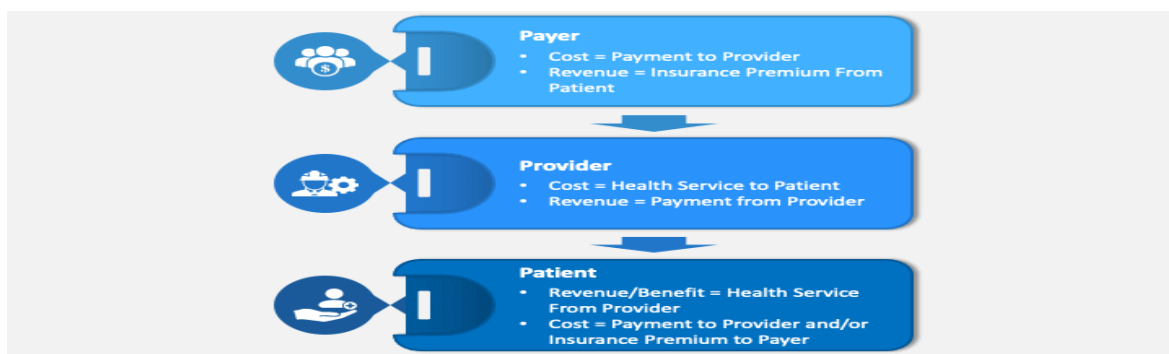 Payer
• Cost = Payment to Provider
• Revenue = Insurance Premium From
Patient
Provider
• Cost = Health Service to Patient
• Revenue = Payment from Provider
Patient
• Revenue/Benefit = Health Service
From Provider
• Cost = Payment to Provider and/or
Insurance Premium to Payer